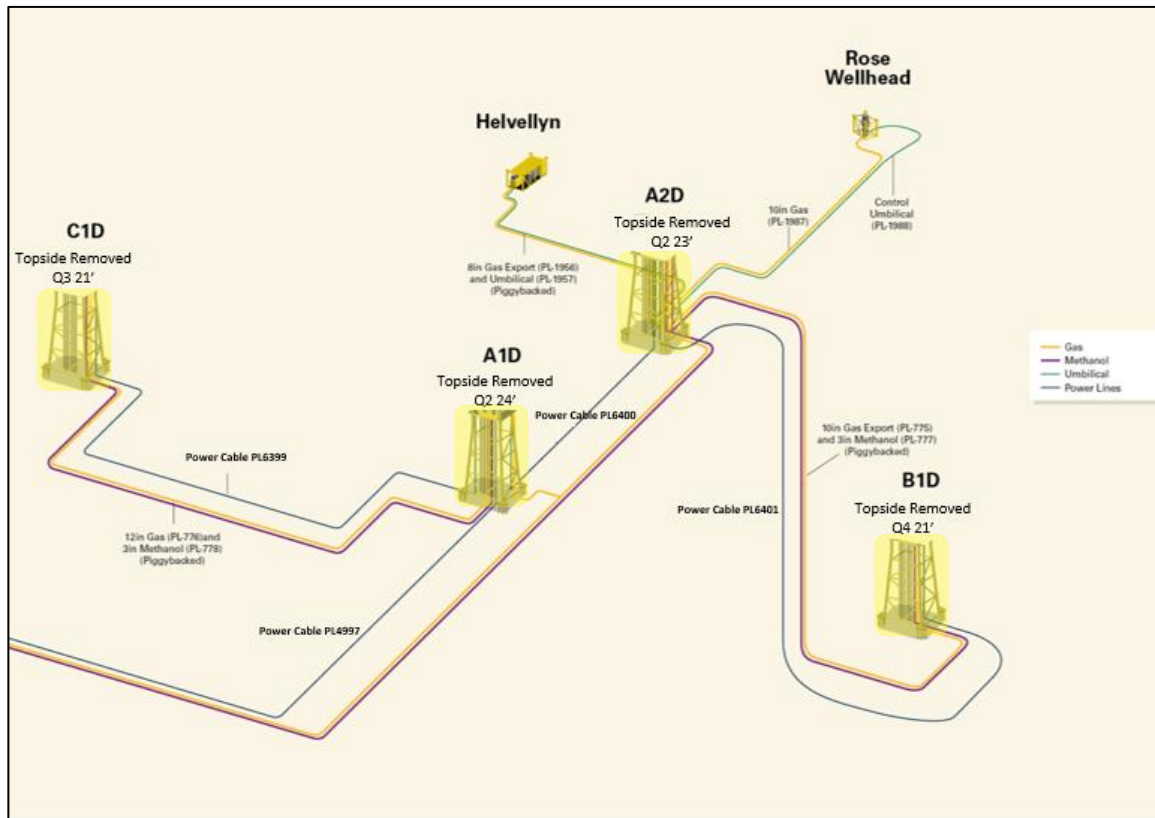 Rose
Wellhead
Helvellyn
A2D
Topside Removed
Q2 23'
10in Gas
(PL-1987)
Control
Umbilical
(PL-1988)
C1D
Topside Removed
Q3 21'
8in Gas Export (PL-1956)
and Umbilical (PL-1957)
(Piggybacked)
A1D
Topside Removed
Q2 24'
Gas
Methanol
Umbilical
Power Lines
Power Cable PL6400
Power Cable PL6399
10in Gas Export (PL-775)
and 3in Methanol (PL-777)
(Piggybacked)
B1D
Topside Removed
Q4 21'
Power Cable PL6401
12in Gas (PL-776)and
3in Methanol (PL-778)
(Piggybacked)
Power Cable PL4997